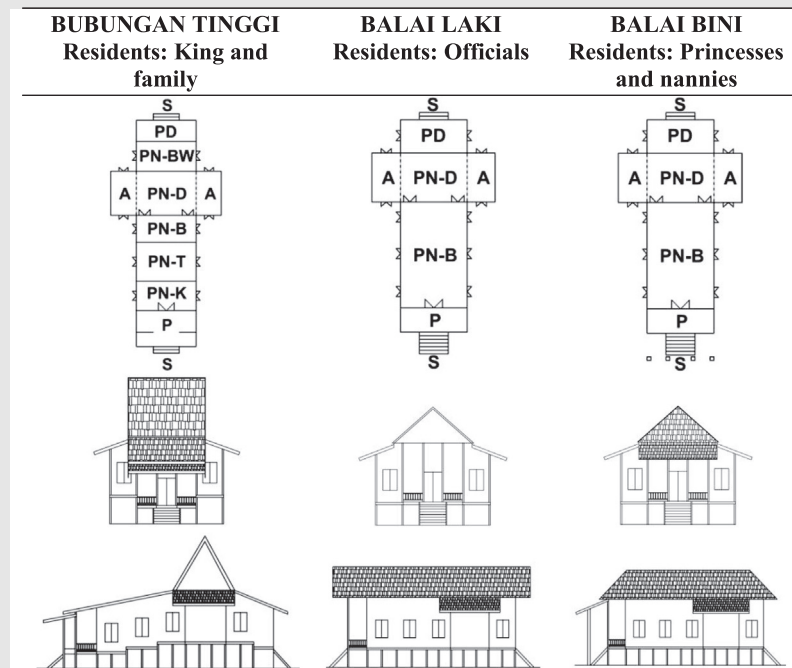 BUBUNGAN TINGGI
Residents: King and
family
BALAI LAKI
Residents: Officials
BALAI BINI
Residents: Princesses
and nannies
S
PD
PN-BW
A PN-D A
PN-B
PN-T
PN-K
P
S
S
PD
A PN-D A
PN-B
P
S
S
PD
A PN-D A
PN-B
P
S